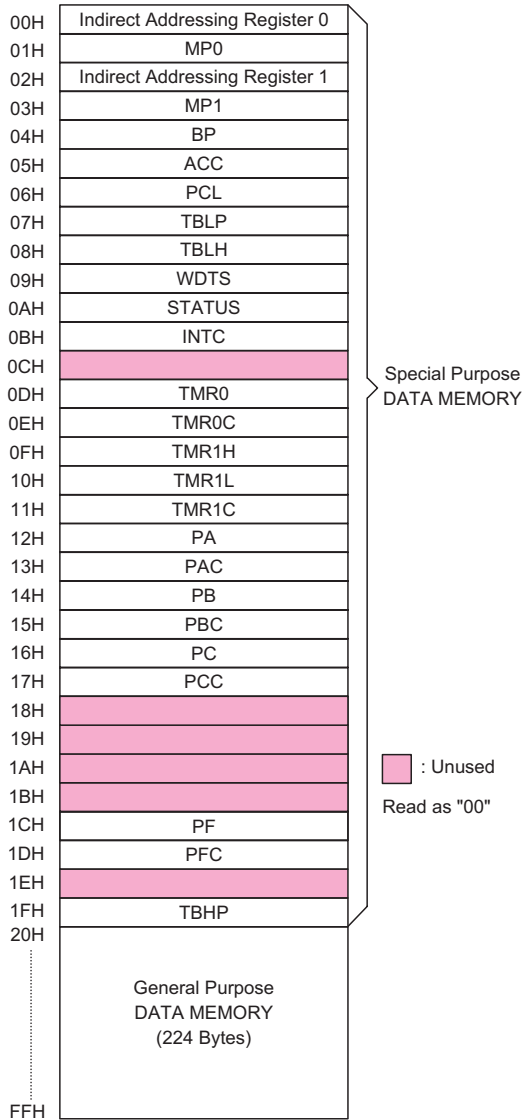 00H Indirect Addressing Register 0
01H MP0
02H Indirect Addressing Register 1
03H MP1
04H BP
05H ACC
06H PCL
07H TBLP
08H TBLH
09H WDTS
0AH STATUS
0BH INTC
0CH
0DH TMR0
0EH TMR0C
0FH TMR1H
10H TMR1L
11H TMR1C
12H PA
13H PAC
14H PB
15H PBC
16H PC
17H PCC
18H
19H
1AH
1BH
1CH PF
1DH PFC
1EH
1FH TBHP
20H
General Purpose
DATA MEMORY
(224 Bytes)
FFH
Special Purpose
DATA MEMORY
: Unused
Read as "00"